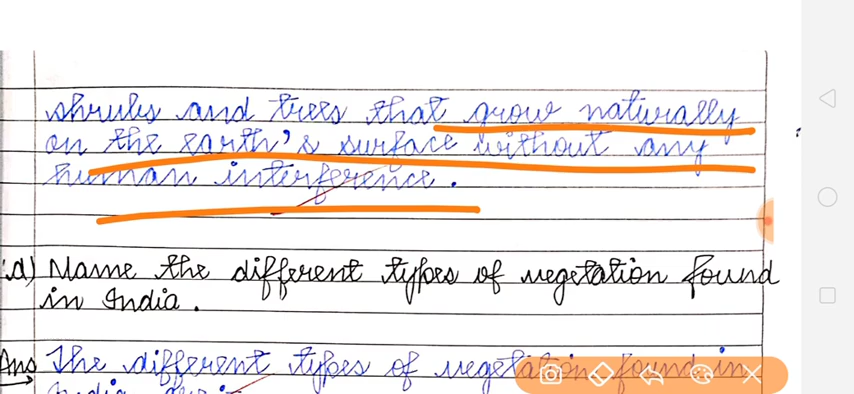 shrubs and trees that grow naturally
on the earth's surface without any
human interference.
d) Name the different types of vegetation found
in India.
Ans The different types of vegetation found in